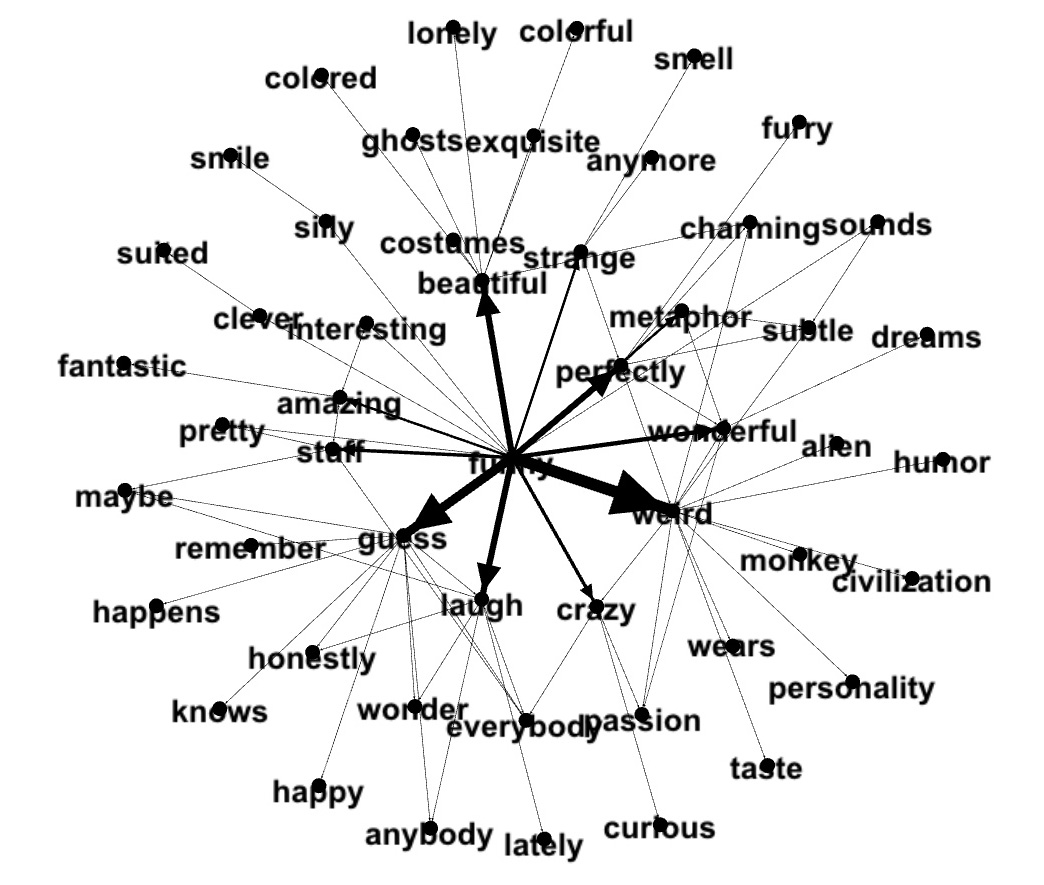 lonely
colorful
smell
colored
furry
ghosts
exquisite
anymore
smile
silly
charming
sounds
costumes
strange
suited
beautiful
clever
interesting
metaphor
subtle
dreams
fantastic
perfectly
amazing
pretty
stuff
wonderful
alien
funny
humor
maybe
weird
remember
guess
monkey
civilization
happens
laugh
crazy
honestly
wears
personality
knows
wonder
everybody
passion
taste
happy
anybody
lately
curious